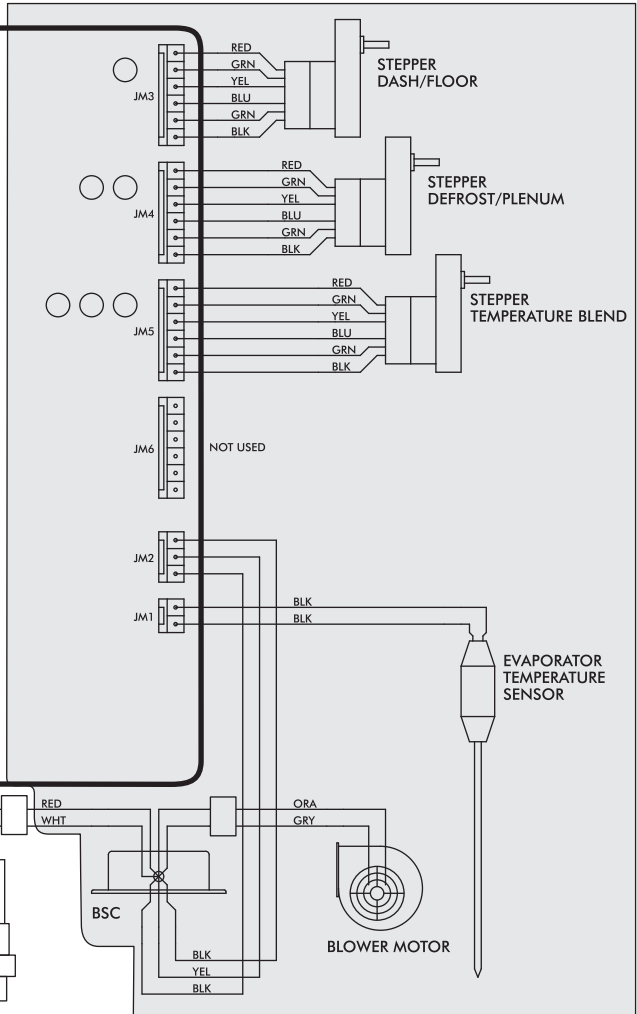 RED
GRN
YEL
JM3
BLU
GRN
BLK
STEPPER
DASH/FLOOR
RED
GRN
YEL
JM4
BLU
GRN
BLK
STEPPER
DEFROST/PLENUM
RED
GRN
YEL
JM5
BLU
GRN
BLK
STEPPER
TEMPERATURE BLEND
JM6
NOT USED
JM2
JM1
BLK
BLK
EVAPORATOR
TEMPERATURE
SENSOR
RED
WHT
ORA
GRY
BSC
BLOWER MOTOR
BLK
YEL
BLK